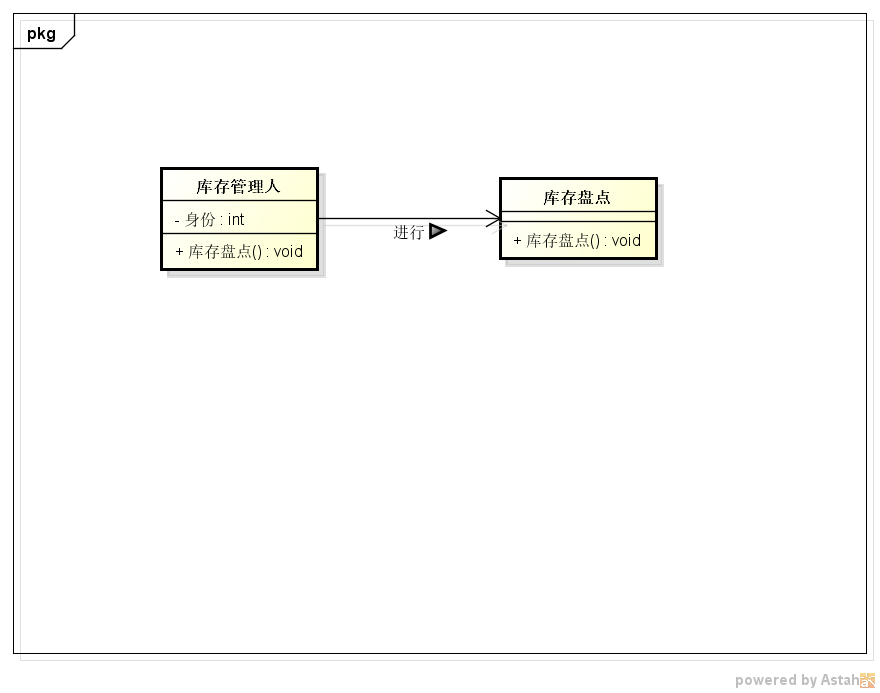 pkg
库存管理人
- 身份 : int
+ 库存盘点() : void
进行
库存盘点
+ 库存盘点() : void
powered by Astah